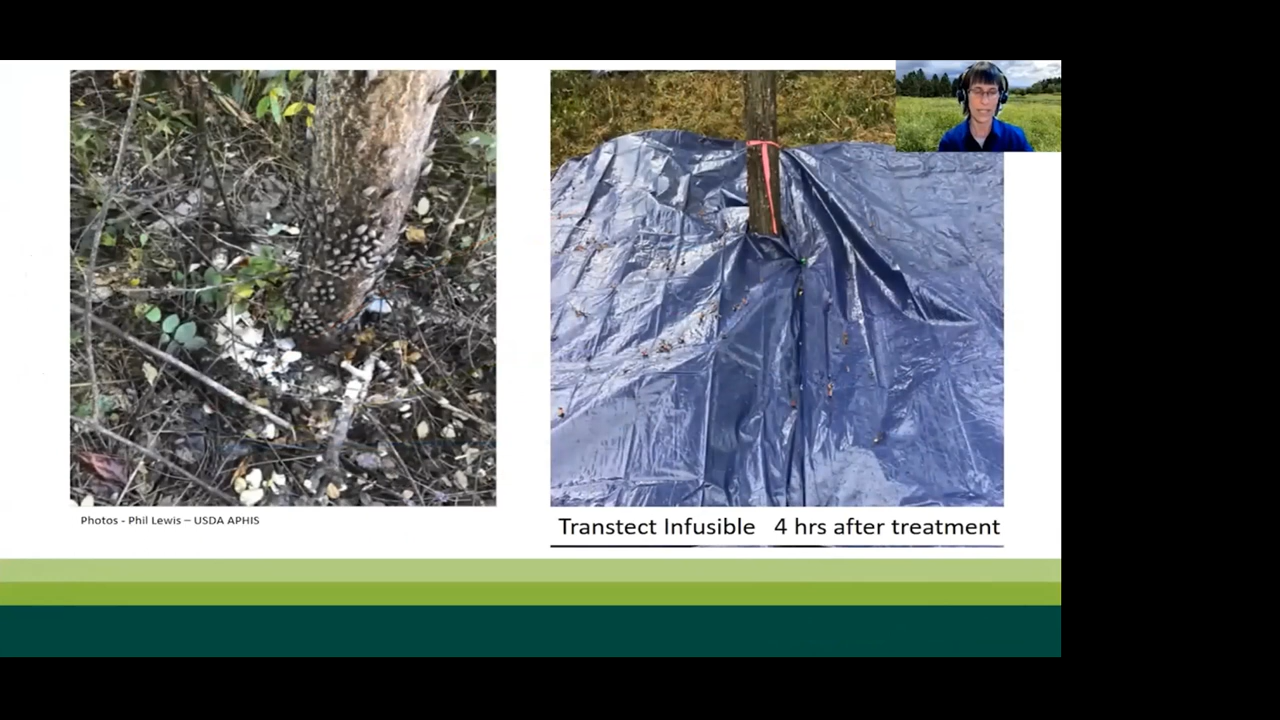 Photos - Phil Lewis – USDA APHIS
Transtect Infusible   4 hrs after treatment